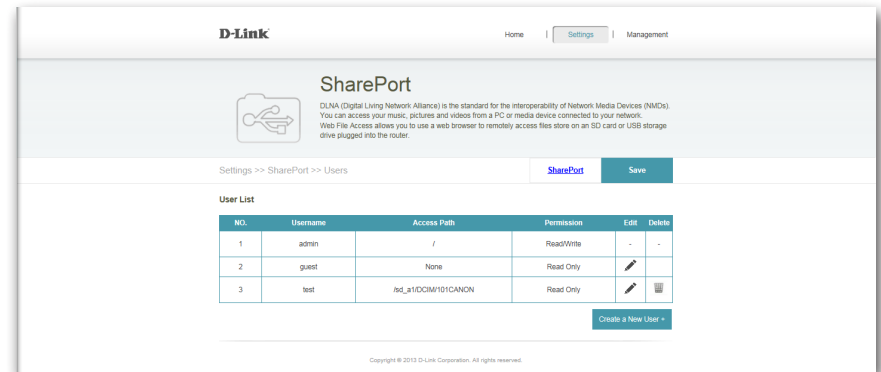 D-Link
Home | Settings | Management
SharePort
DLNA (Digital Living Network Alliance) is the standard for the interoperability of Network Media Devices (NMDs).
You can access your music, pictures and videos from a PC or media device connected to your network.
Web File Access allows you to use a web browser to remotely access files store on an SD card or USB storage
drive plugged into the router.
Settings >> SharePort >> Users SharePort Save
User List
NO. Username Access Path Permission Edit Delete
1 admin / Read/Write - -
2 guest None Read Only
3 test /sd_a1/DCIM/101CANON Read Only
Create a New User +
Copyright © 2013 D-Link Corporation. All rights reserved.